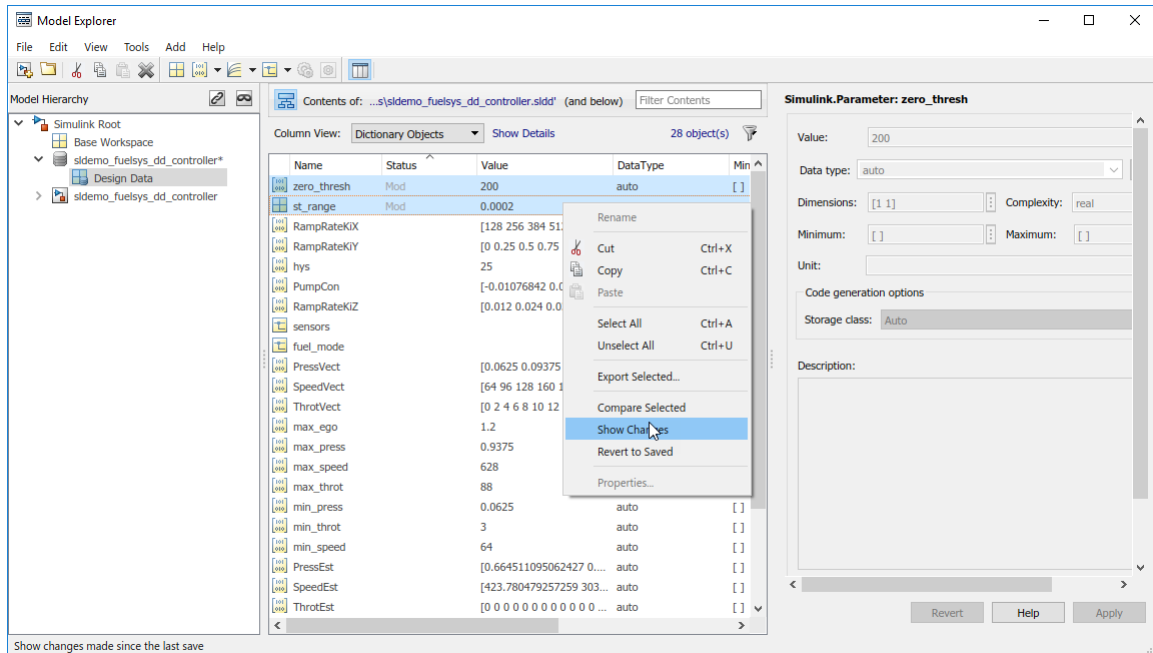 Model Explorer
File Edit View Tools Add Help
Model Hierarchy
Simulink Root
Base Workspace
sldemo_fuelsys_dd_controller*
Design Data
sldemo_fuelsys_dd_controller
Contents of: ...s\sldemo_fuelsys_dd_controller.sldd' (and below) Filter Contents
Column View: Dictionary Objects Show Details 28 object(s)
Name Status Value DataType Min
zero_thresh Mod 200 auto [ ]
st_range Mod 0.0002
RampRateKiX [128 256 384 51
RampRateKiY [0 0.25 0.5 0.75
hys 25
PumpCon [-0.01076842 0.0
RampRateKiZ [0.012 0.024 0.0
sensors
fuel_mode
PressVect [0.0625 0.09375
SpeedVect [64 96 128 160 1
ThrotVect [0 2 4 6 8 10 12
max_ego 1.2
max_press 0.9375
max_speed 628
max_throt 88
min_press 0.0625 auto [ ]
min_throt 3 auto [ ]
min_speed 64 auto [ ]
PressEst [0.664511095062427 0.... auto [ ]
SpeedEst [423.780479257259 303... auto [ ]
ThrotEst [0 0 0 0 0 0 0 0 0 0 0 0 ... auto [ ]
Rename
Cut Ctrl+X
Copy Ctrl+C
Paste
Select All Ctrl+A
Unselect All Ctrl+U
Export Selected...
Compare Selected
Show Changes
Revert to Saved
Properties...
Simulink.Parameter: zero_thresh
Value: 200
Data type: auto
Dimensions: [1 1] Complexity: real
Minimum: [ ] Maximum: [ ]
Unit:
Code generation options
Storage class: Auto
Description:
Revert Help Apply
Show changes made since the last save